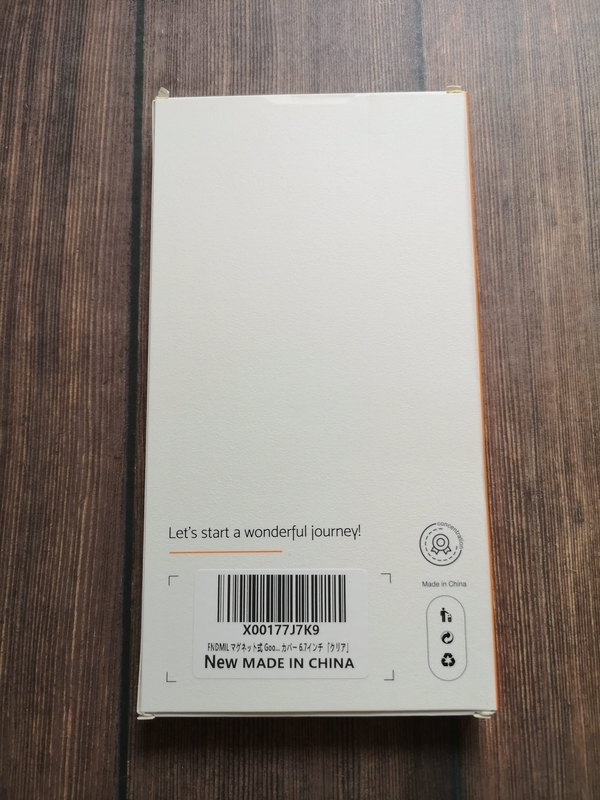 Let's start a wonderful journey!
concentration
Made in China
X00177J7K9
FNDMIL マグネット式 Goo... カバー 6.7インチ 「クリア」
New MADE IN CHINA